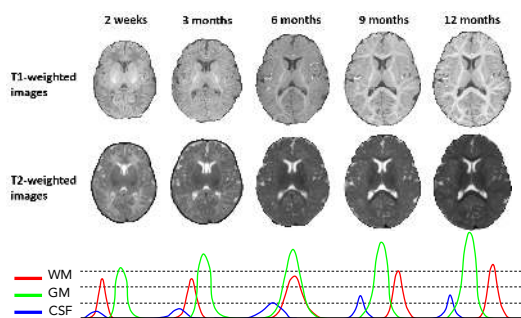 2 weeks 3 months 6 months 9 months 12 months
T1-weighted
images
T2-weighted
images
WM
GM
CSF